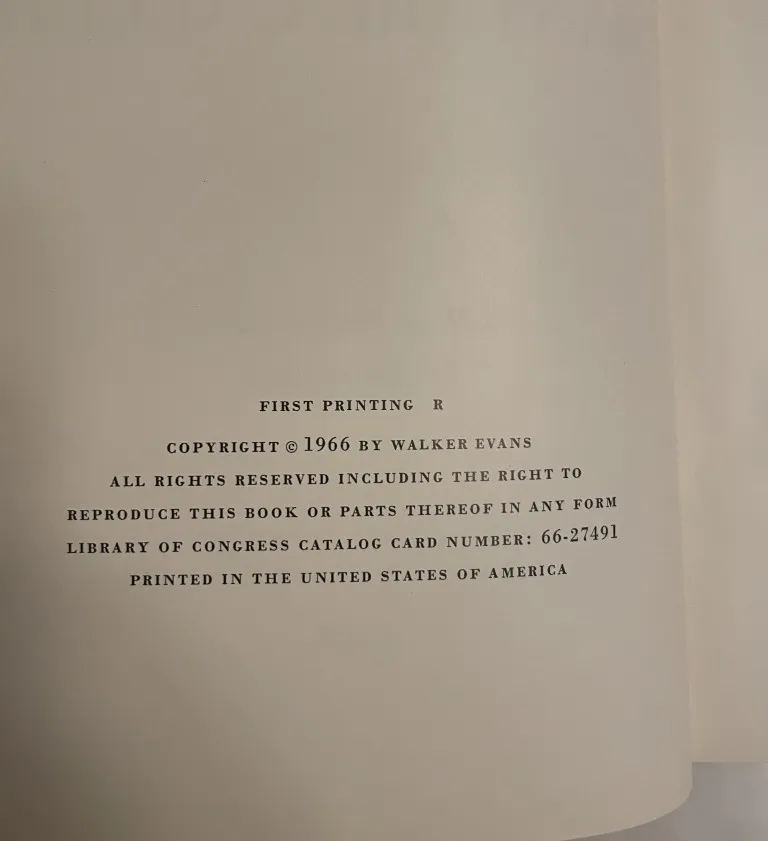 FIRST PRINTING R
COPYRIGHT © 1966 BY WALKER EVANS
ALL RIGHTS RESERVED INCLUDING THE RIGHT TO
REPRODUCE THIS BOOK OR PARTS THEREOF IN ANY FORM
LIBRARY OF CONGRESS CATALOG CARD NUMBER: 66-27491
PRINTED IN THE UNITED STATES OF AMERICA